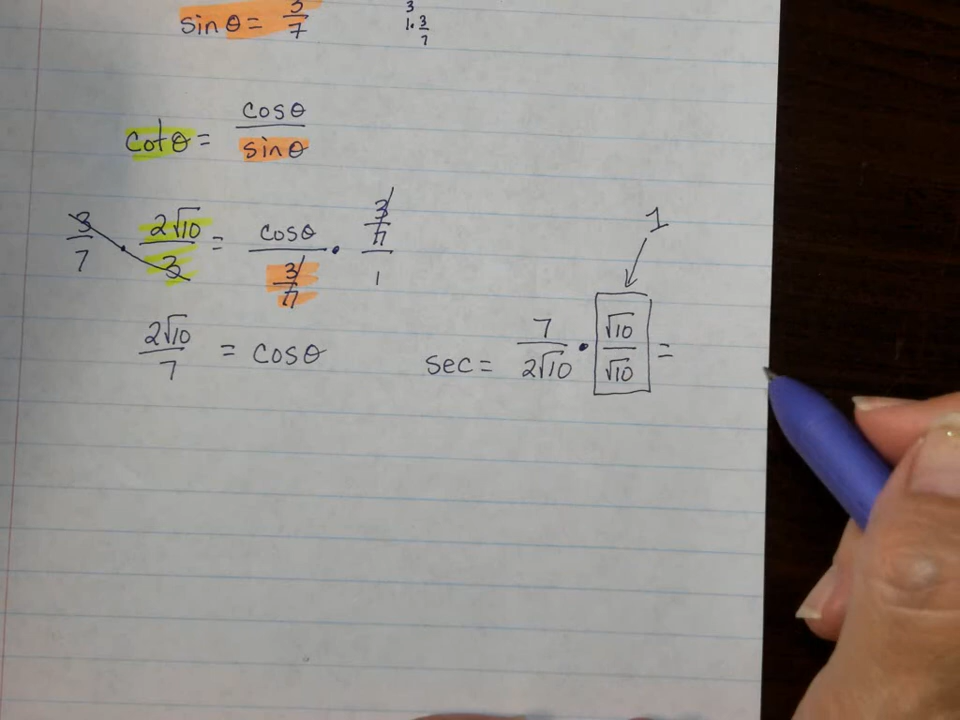 sin θ = 3/7
3
1 · 3/7
cot θ = cos θ / sin θ
3/7 · 2√10/3 = cos θ / (3/7) · (3/7)/1
1
2√10/7 = cos θ
sec = 7/2√10 · √10/√10 =